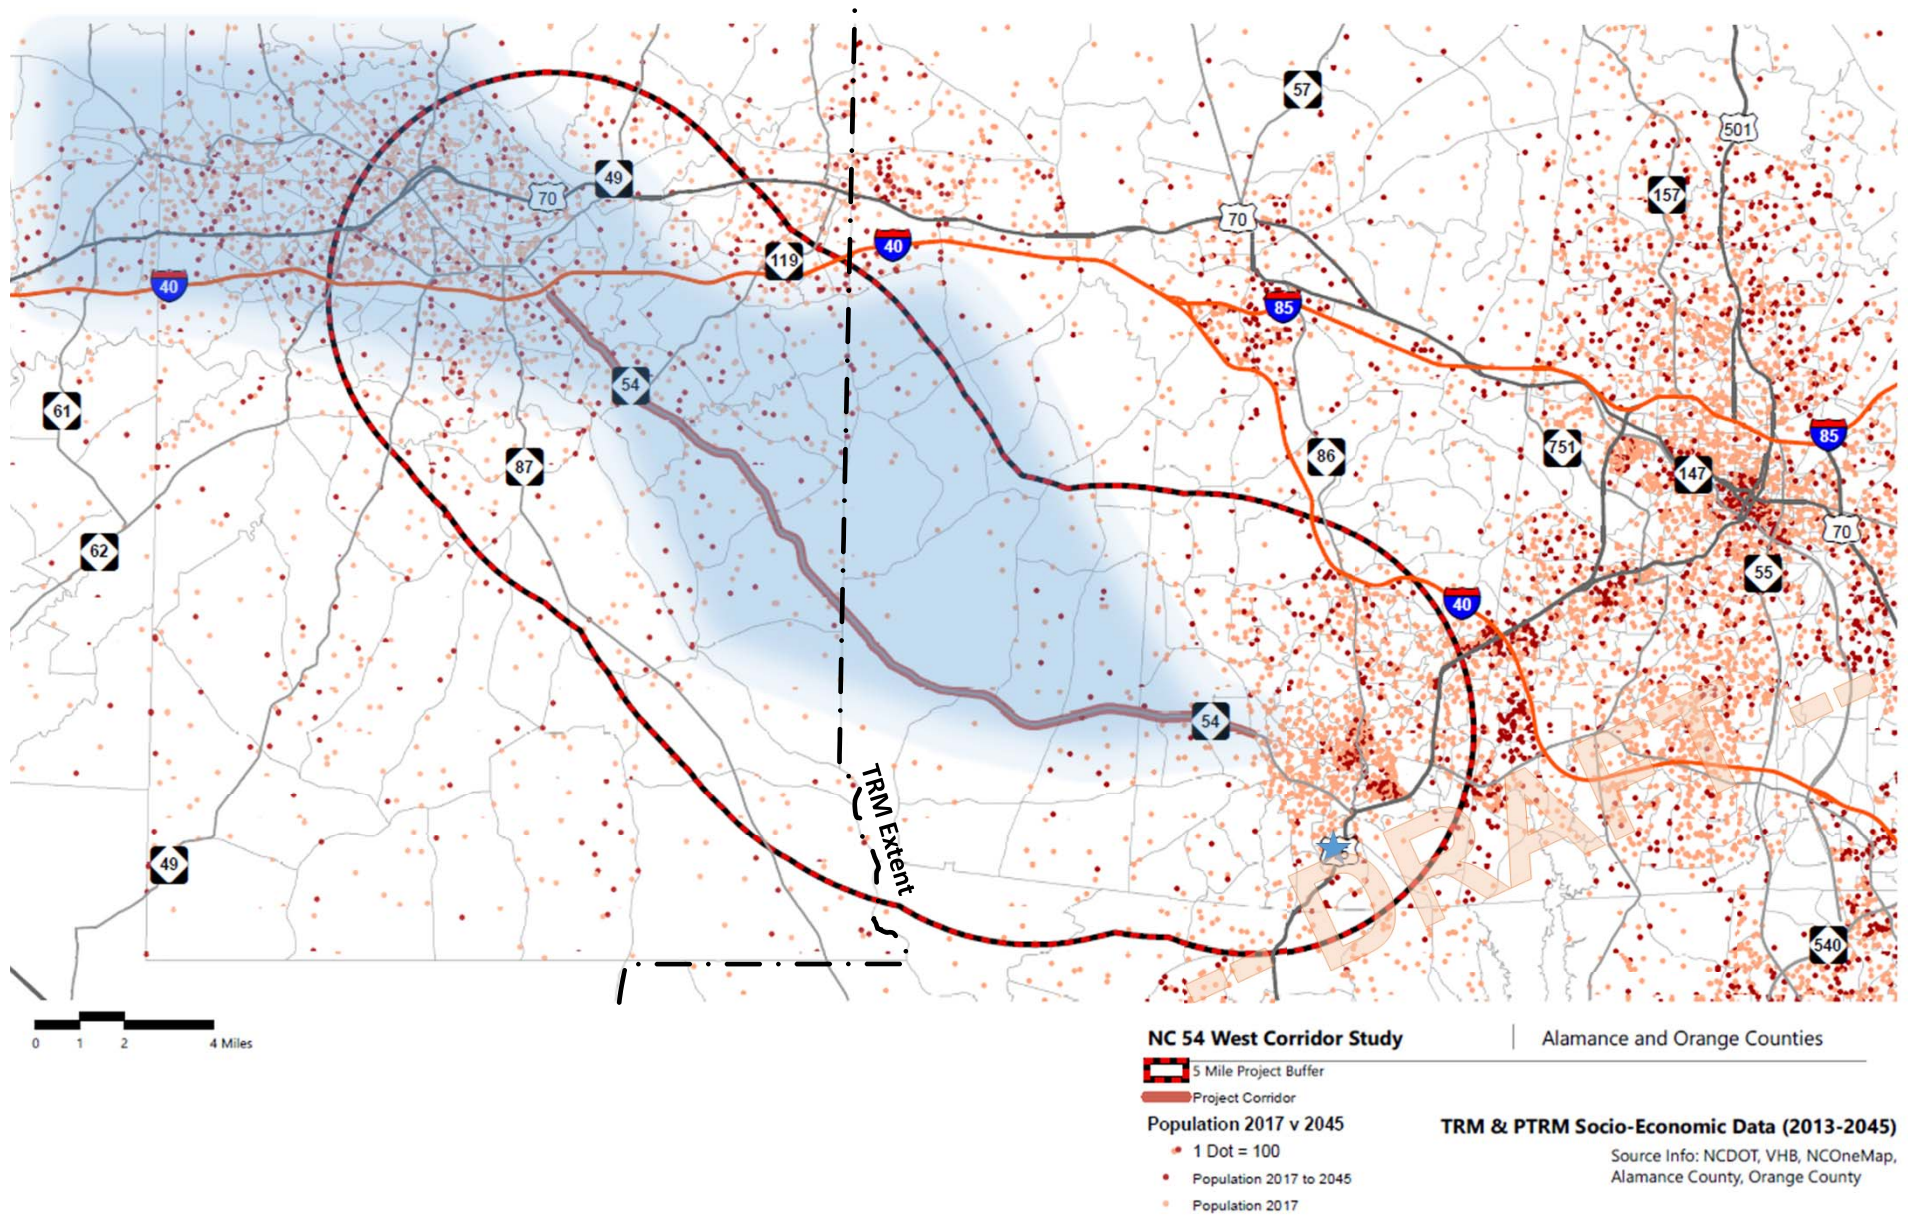 57
501
157
49
70
70
119
40
85
40
54
61
87
86
751
147
85
70
62
55
40
54
TRM Extent
49
540
--DRAFT--
0 1 2 4 Miles
NC 54 West Corridor Study | Alamance and Orange Counties
5 Mile Project Buffer
Project Corridor
Population 2017 v 2045
1 Dot = 100
Population 2017 to 2045
Population 2017
TRM & PTRM Socio-Economic Data (2013-2045)
Source Info: NCDOT, VHB, NCOneMap,
Alamance County, Orange County